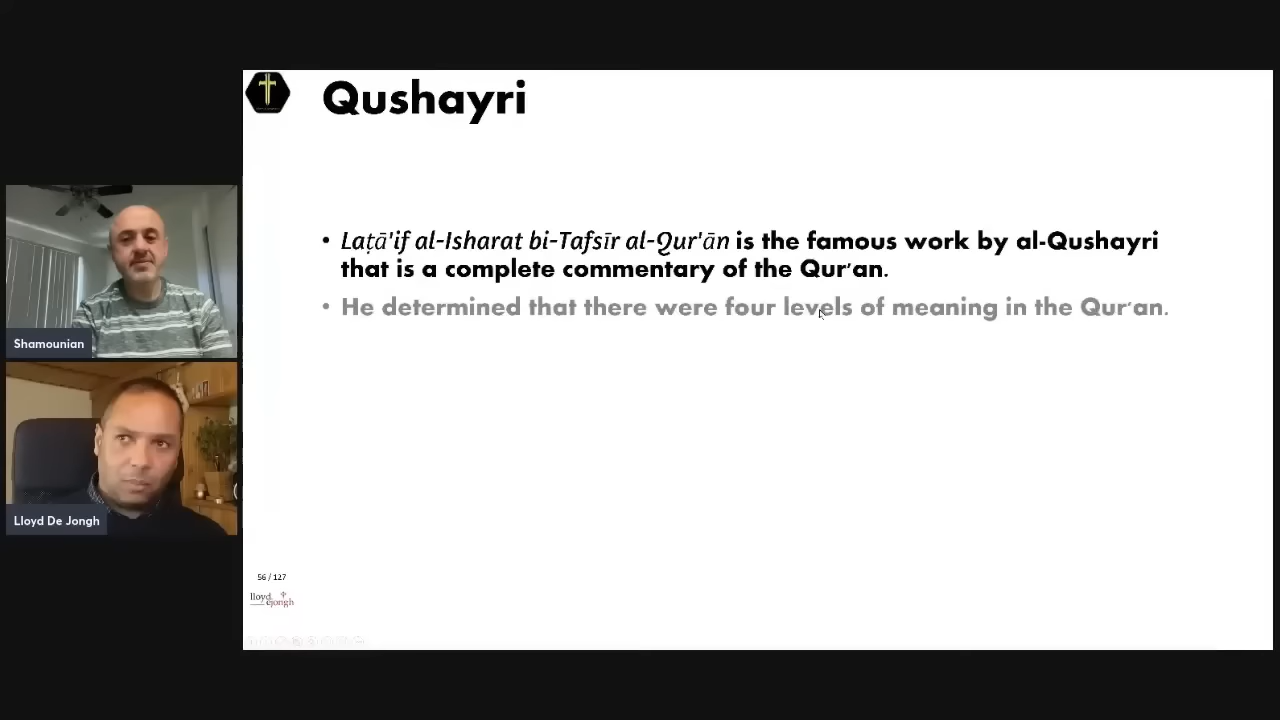 Qushayri
• Laṭā'if al-Isharat bi-Tafsīr al-Qur'ān is the famous work by al-Qushayri
that is a complete commentary of the Qur'an.
• He determined that there were four levels of meaning in the Qur'an.
Shamounian
Lloyd De Jongh
56 / 127
lloyd
dejongh